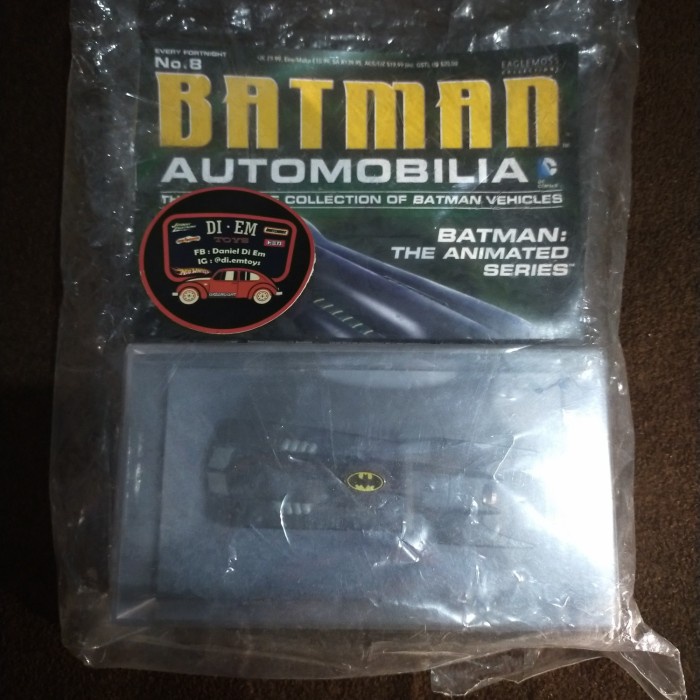 EVERY FORTNIGHT
No.8
EAGLEMOSS
COLLECTIONS
BATMAN
AUTOMOBILIA
COLLECTION OF BATMAN VEHICLES
BATMAN:
THE ANIMATED
SERIES
DI·EM
TOYS
FB : Daniel Di Em
IG : @di.emtoys